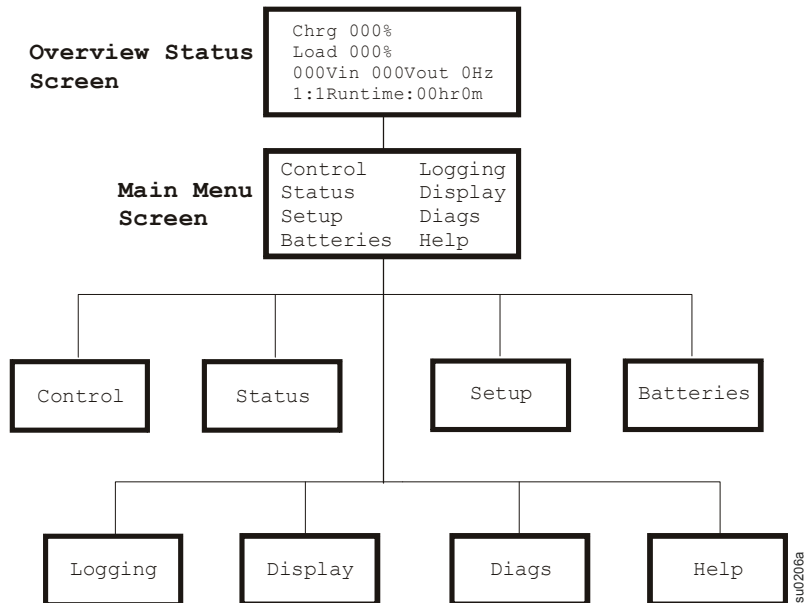 Overview Status
Screen
Chrg 000%
Load 000%
000Vin 000Vout 0Hz
1:1Runtime:00hr0m
Main Menu
Screen
Control Logging
Status Display
Setup Diags
Batteries Help
Control
Status
Setup
Batteries
Logging
Display
Diags
Help
su0206a